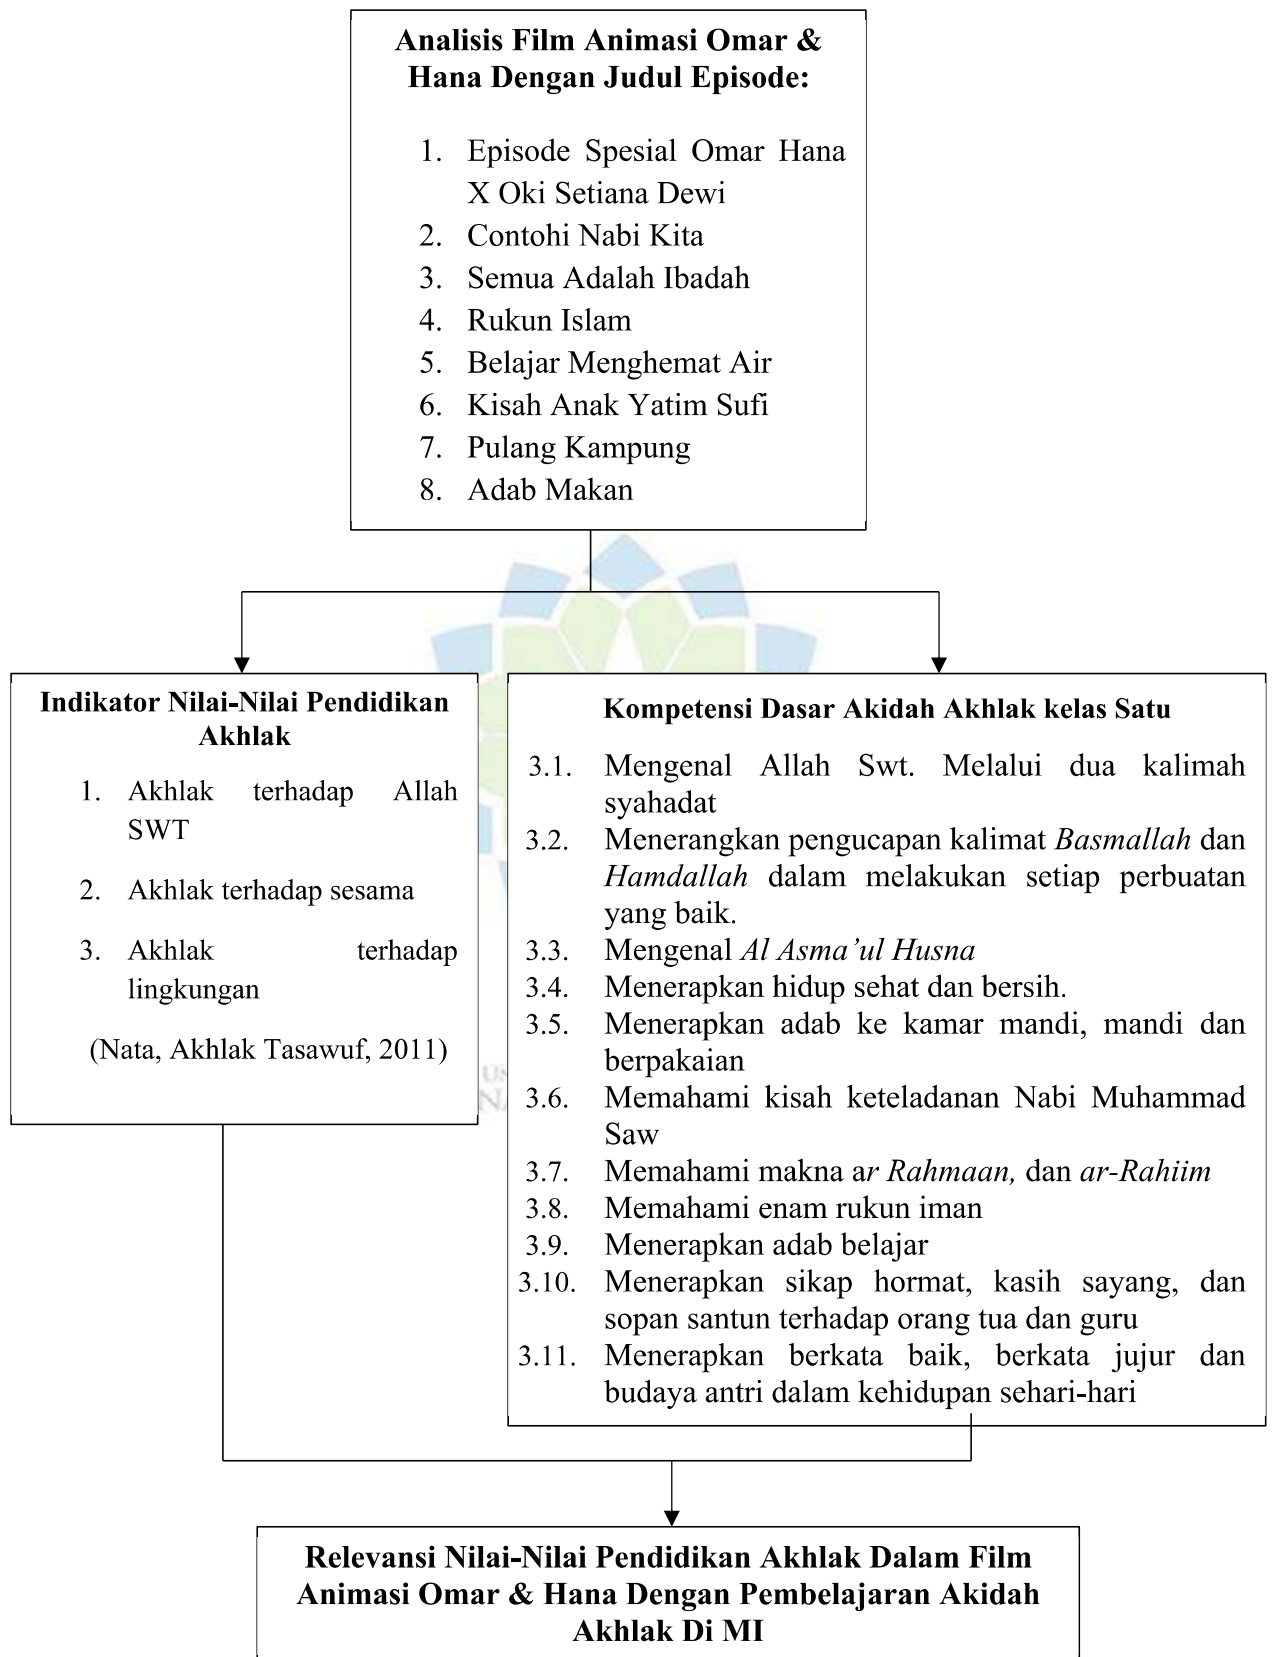 Analisis Film Animasi Omar &
Hana Dengan Judul Episode:
1. Episode Spesial Omar Hana
X Oki Setiana Dewi
2. Contohi Nabi Kita
3. Semua Adalah Ibadah
4. Rukun Islam
5. Belajar Menghemat Air
6. Kisah Anak Yatim Sufi
7. Pulang Kampung
8. Adab Makan
Indikator Nilai-Nilai Pendidikan
Akhlak
1. Akhlak terhadap Allah
SWT
2. Akhlak terhadap sesama
3. Akhlak terhadap
lingkungan
(Nata, Akhlak Tasawuf, 2011)
Kompetensi Dasar Akidah Akhlak kelas Satu
3.1. Mengenal Allah Swt. Melalui dua kalimah
syahadat
3.2. Menerangkan pengucapan kalimat Basmallah dan
Hamdallah dalam melakukan setiap perbuatan
yang baik.
3.3. Mengenal Al Asma’ul Husna
3.4. Menerapkan hidup sehat dan bersih.
3.5. Menerapkan adab ke kamar mandi, mandi dan
berpakaian
3.6. Memahami kisah keteladanan Nabi Muhammad
Saw
3.7. Memahami makna ar Rahmaan, dan ar-Rahiim
3.8. Memahami enam rukun iman
3.9. Menerapkan adab belajar
3.10. Menerapkan sikap hormat, kasih sayang, dan
sopan santun terhadap orang tua dan guru
3.11. Menerapkan berkata baik, berkata jujur dan
budaya antri dalam kehidupan sehari-hari
Relevansi Nilai-Nilai Pendidikan Akhlak Dalam Film
Animasi Omar & Hana Dengan Pembelajaran Akidah
Akhlak Di MI